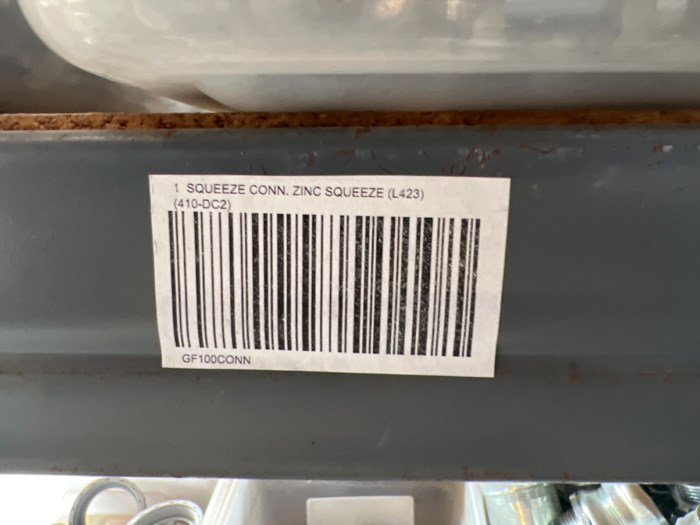 1 SQUEEZE CONN. ZINC SQUEEZE (L423)
(410-DC2)
GF100CONN